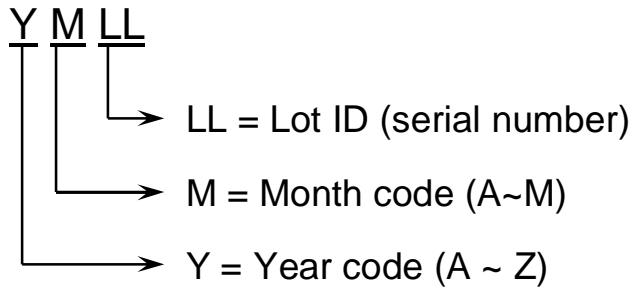 Y M LL
LL = Lot ID (serial number)
M = Month code (A~M)
Y = Year code (A ~ Z)